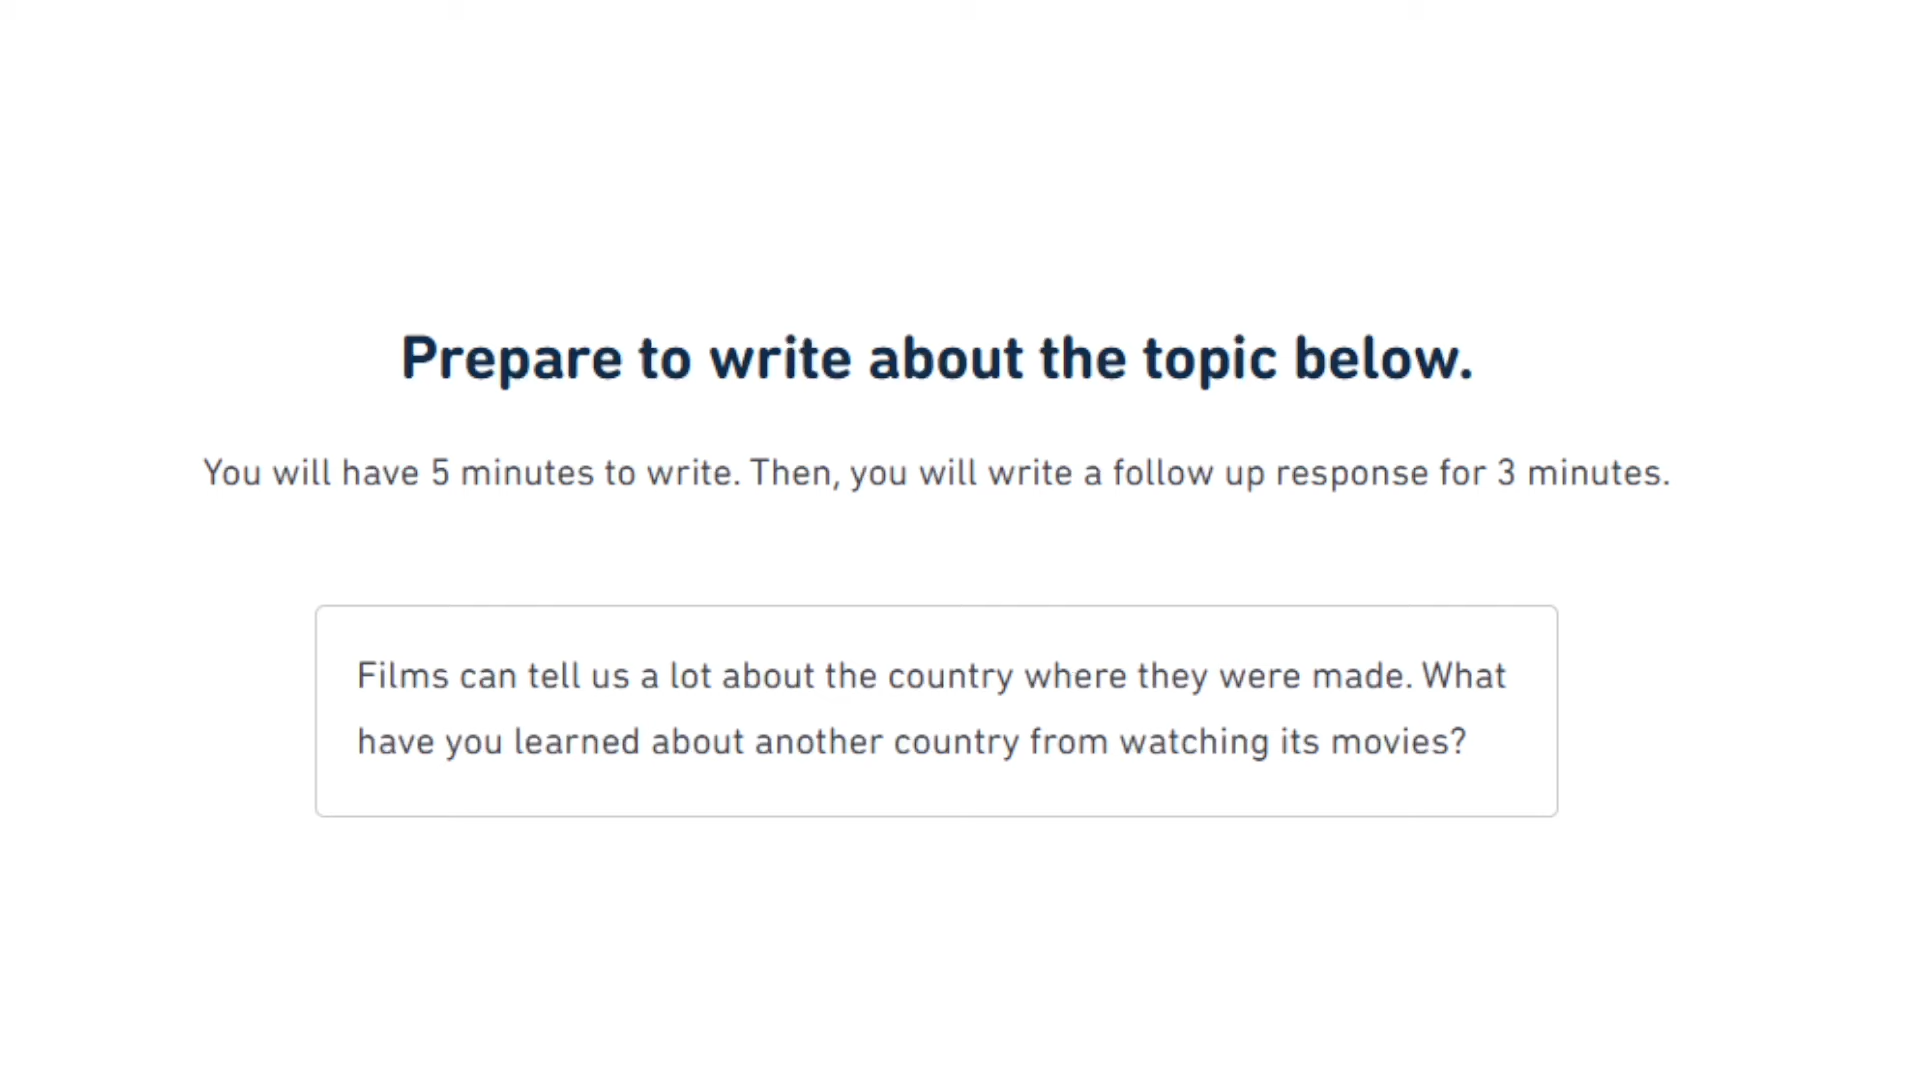 Prepare to write about the topic below.
You will have 5 minutes to write. Then, you will write a follow up response for 3 minutes.
Films can tell us a lot about the country where they were made. What
have you learned about another country from watching its movies?